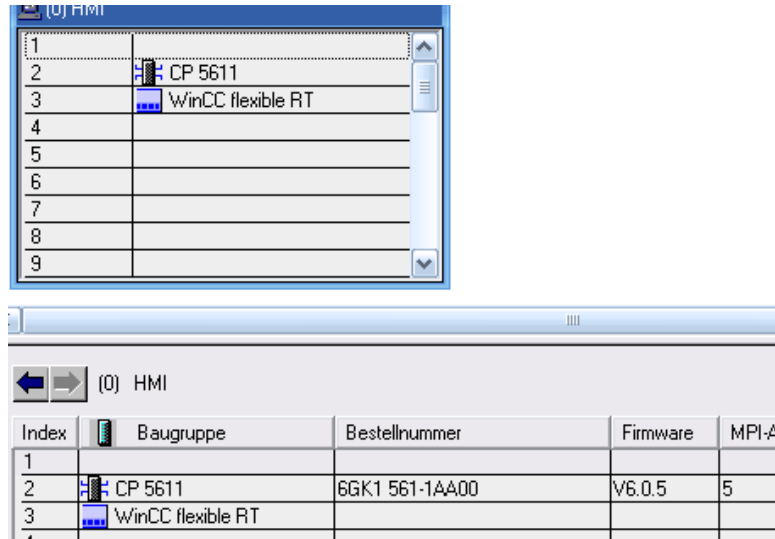 (0) HMI
1
2 CP 5611
3 WinCC flexible RT
4
5
6
7
8
9
(0) HMI
Index Baugruppe Bestellnummer Firmware MPI-A
1
2 CP 5611 6GK1 561-1AA00 V6.0.5 5
3 WinCC flexible RT